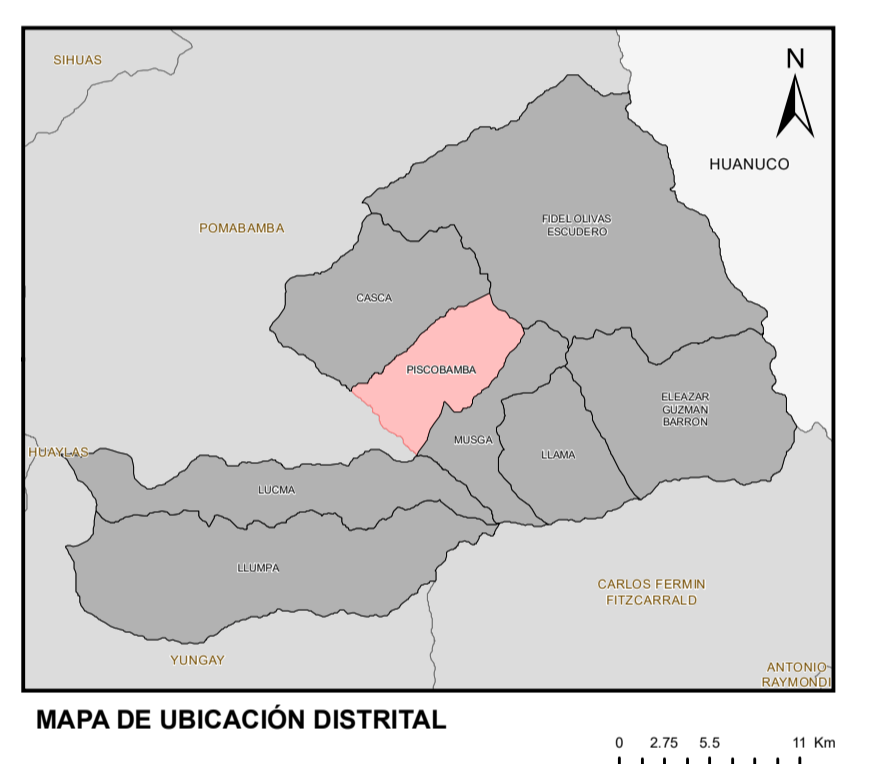 SIHUAS
N
HUANUCO
POMABAMBA
FIDEL OLIVAS
ESCUDERO
CASCA
PISCOBAMBA
ELEAZAR
GUZMAN
BARRON
MUSGA
LLAMA
HUAYLAS
LUCMA
LLUMPA
CARLOS FERMIN
FITZCARRALD
YUNGAY
ANTONIO
RAYMONDI
MAPA DE UBICACIÓN DISTRITAL
0 2.75 5.5 11 Km